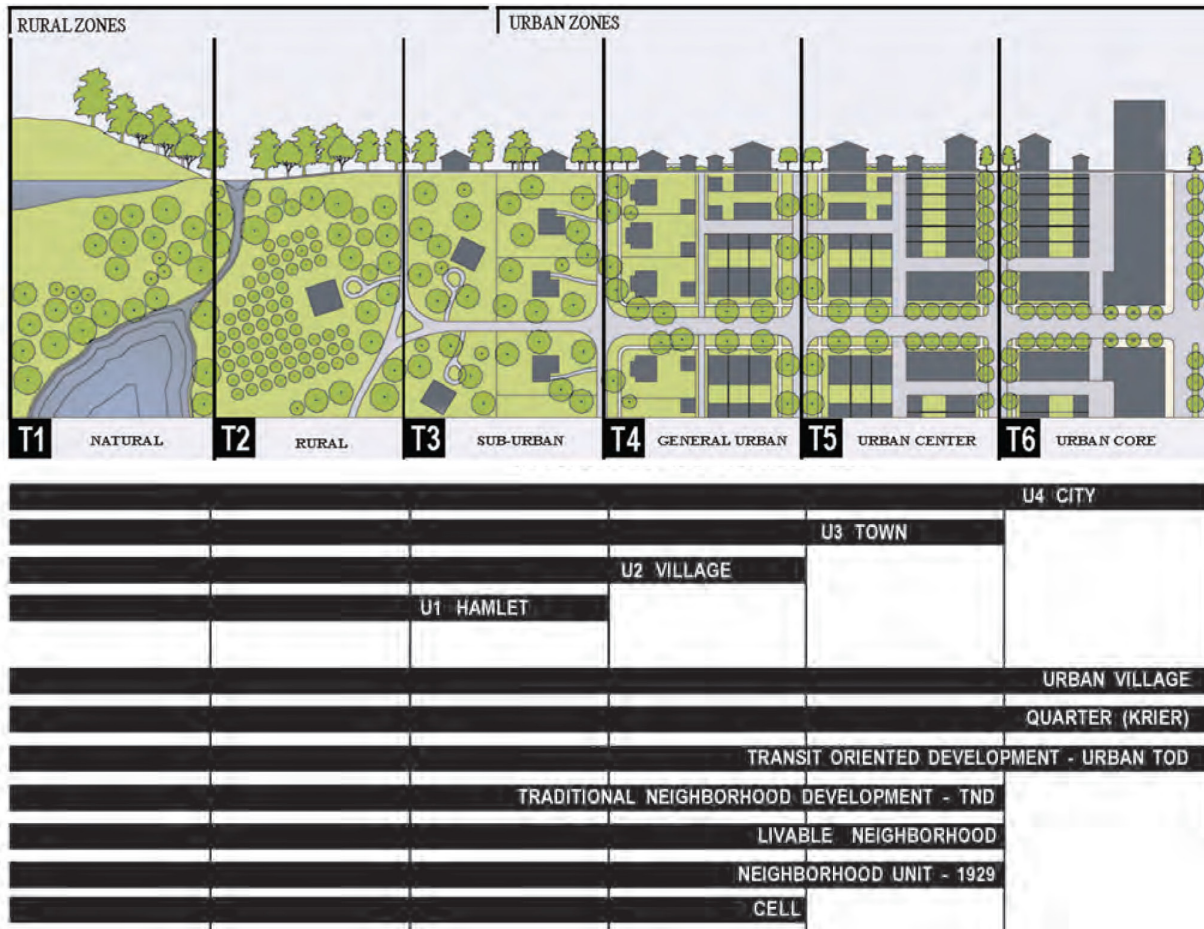 RURAL ZONES
URBAN ZONES
T1 NATURAL
T2 RURAL
T3 SUB-URBAN
T4 GENERAL URBAN
T5 URBAN CENTER
T6 URBAN CORE
U4 CITY
U3 TOWN
U2 VILLAGE
U1 HAMLET
URBAN VILLAGE
QUARTER (KRIER)
TRANSIT ORIENTED DEVELOPMENT - URBAN TOD
TRADITIONAL NEIGHBORHOOD DEVELOPMENT - TND
LIVABLE NEIGHBORHOOD
NEIGHBORHOOD UNIT - 1929
CELL